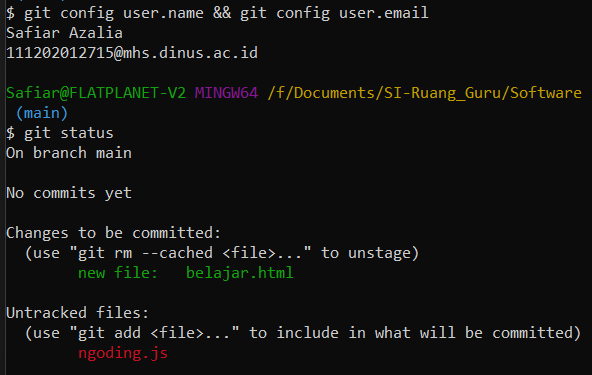 $ git config user.name && git config user.email
Safiar Azalia
111202012715@mhs.dinus.ac.id
Safiar@FLATPLANET-V2 MINGW64 /f/Documents/SI-Ruang_Guru/Software
(main)
$ git status
On branch main
No commits yet
Changes to be committed:
(use "git rm --cached <file>..." to unstage)
new file:   belajar.html
Untracked files:
(use "git add <file>..." to include in what will be committed)
ngoding.js